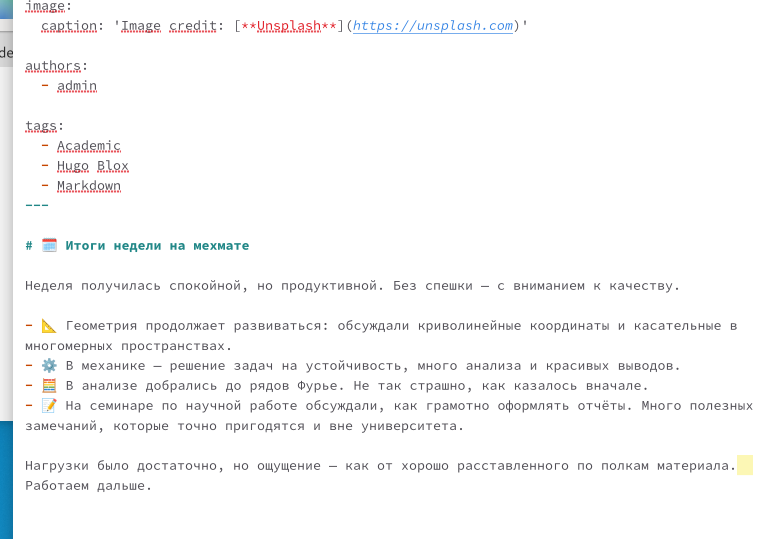 de
image:
caption: 'Image credit: [**Unsplash**](https://unsplash.com)'
authors:
- admin
tags:
- Academic
- Hugo Blox
- Markdown
---
# 🗓️ Итоги недели на мехмате
Неделя получилась спокойной, но продуктивной. Без спешки — с вниманием к качеству.
- 📐 Геометрия продолжает развиваться: обсуждали криволинейные координаты и касательные в
многомерных пространствах.
- ⚙️ В механике — решение задач на устойчивость, много анализа и красивых выводов.
- 🧮 В анализе добрались до рядов Фурье. Не так страшно, как казалось вначале.
- 📝 На семинаре по научной работе обсуждали, как грамотно оформлять отчёты. Много полезных
замечаний, которые точно пригодятся и вне университета.
Нагрузки было достаточно, но ощущение — как от хорошо расставленного по полкам материала.
Работаем дальше.